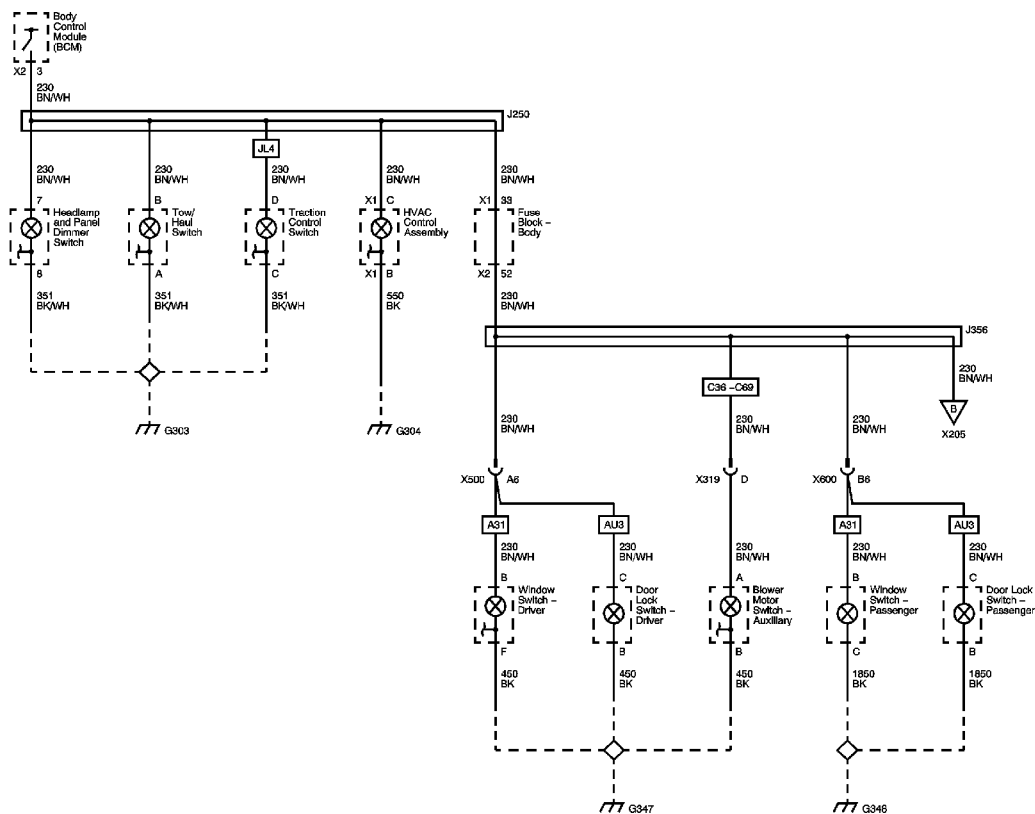 Body
Control
Module
(BCM)
X2 3
230
BN/WH
J250
JL4
230
BN/WH
230
BN/WH
230
BN/WH
230
BN/WH
230
BN/WH
7
B
D
X1 C
X1 33
Headlamp
and Panel
Dimmer
Switch
Tow/
Haul
Switch
Traction
Control
Switch
HVAC
Control
Assembly
Fuse
Block –
Body
8
A
C
X1 B
X2 52
351
BK/WH
351
BK/WH
351
BK/WH
550
BK
230
BN/WH
J356
230
BN/WH
C36 –C69
B
X205
G303
G304
230
BN/WH
230
BN/WH
230
BN/WH
X500 A6
X319 D
X600 B6
A31
AU3
A31
AU3
230
BN/WH
230
BN/WH
230
BN/WH
230
BN/WH
230
BN/WH
B
C
A
B
C
Window
Switch –
Driver
Door
Lock
Switch –
Driver
Blower
Motor
Switch –
Auxiliary
Window
Switch –
Passenger
Door Lock
Switch –
Passenger
F
B
B
C
B
450
BK
450
BK
450
BK
1850
BK
1850
BK
G347
G346